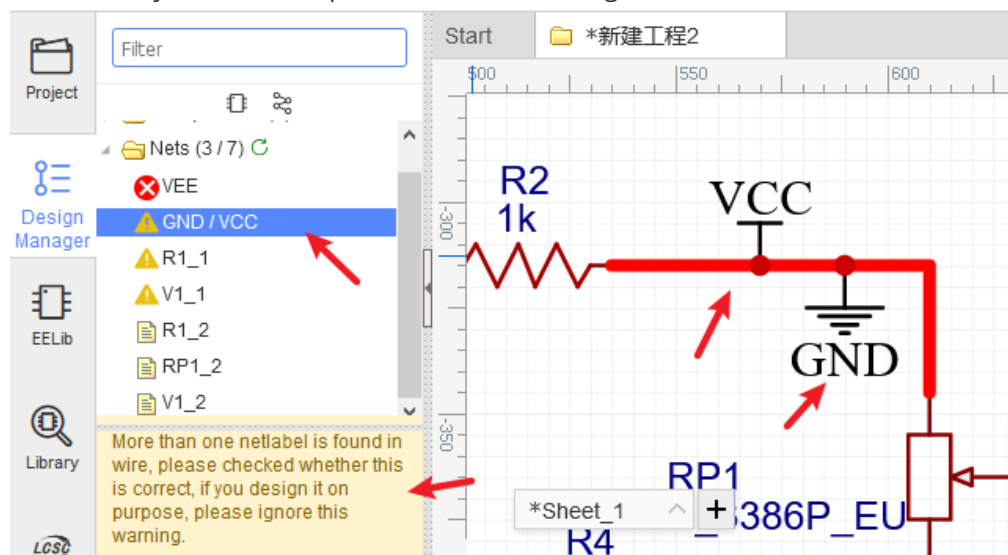 Filter
Start
*新建工程2
Project
500
550
600
Nets (3 / 7)
VEE
GND / VCC
R1_1
V1_1
R1_2
RP1_2
V1_2
Design
Manager
EELib
Library
LCSC
More than one netlabel is found in
wire, please checked whether this
is correct, if you design it on
purpose, please ignore this
warning.
-300
-350
R2
1k
VCC
GND
RP1
386P_EU
*Sheet_1
R4